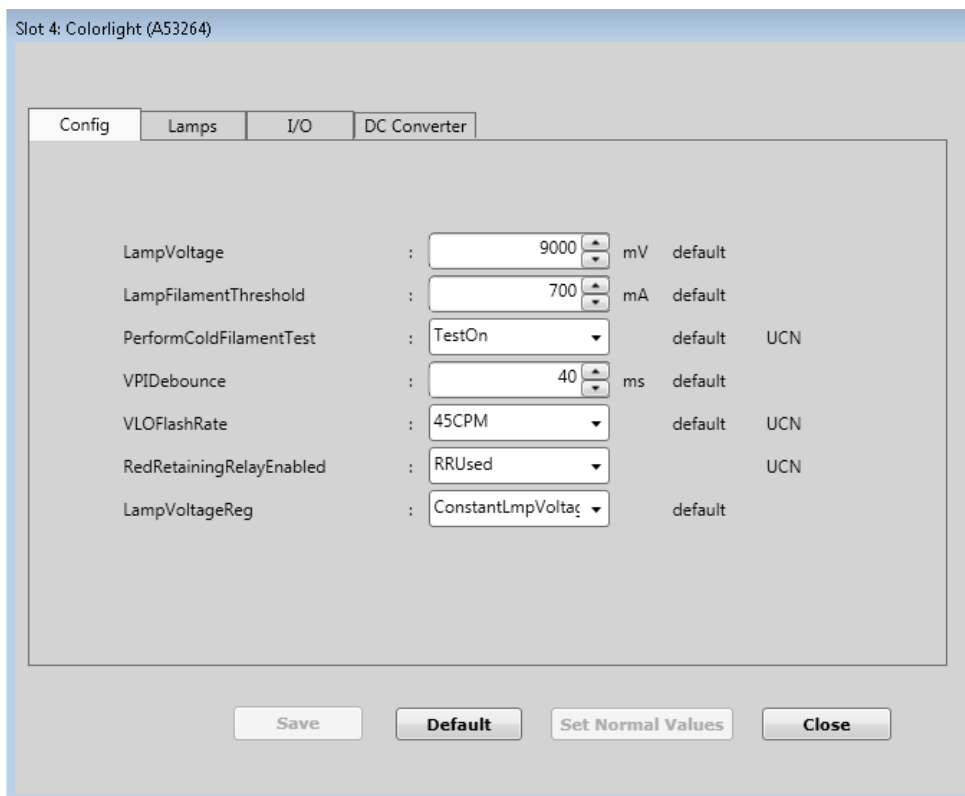 Slot 4: Colorlight (A53264)
Config Lamps I/O DC Converter
LampVoltage : 9000 mV default
LampFilamentThreshold : 700 mA default
PerformColdFilamentTest : TestOn default UCN
VPIDebounce : 40 ms default
VLOFlashRate : 45CPM default UCN
RedRetainingRelayEnabled : RRUsed UCN
LampVoltageReg : ConstantLmpVoltag default
Save Default Set Normal Values Close